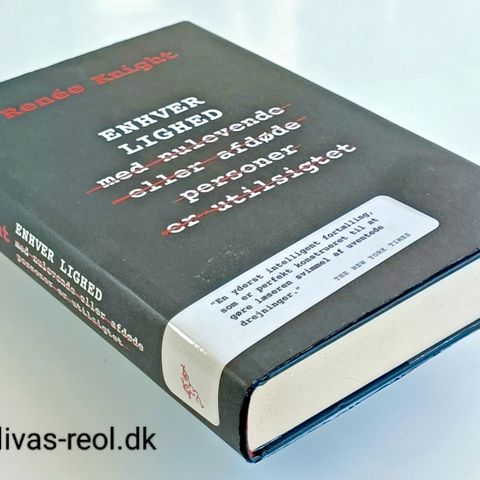 Renée Knight
ENHVER
LIGHED
med nulevende
eller afdøde
personer
er utilsigtet
"En yderst intelligent fortælling,
som er perfekt konstrueret til at
gøre læseren svimmel af uventede
drejninger."
THE NEW YORK TIMES
ENHVER LIGHED
med nulevende eller afdøde
personer er utilsigtet
livas-reol.dk